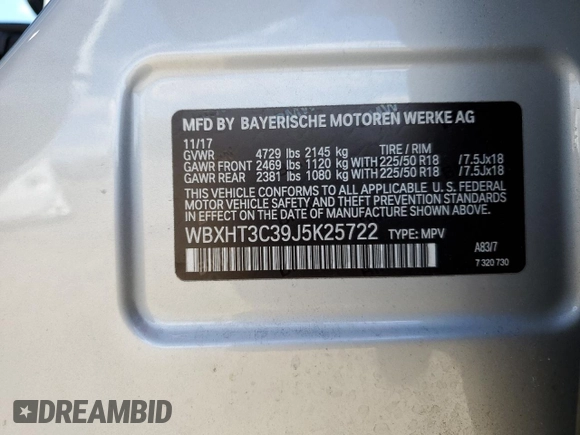 MFD BY BAYERISCHE MOTOREN WERKE AG
11/17
GVWR 4729 lbs 2145 kg TIRE / RIM
GAWR FRONT 2469 lbs 1120 kg WITH 225/50 R18 /7.5Jx18
GAWR REAR 2381 lbs 1080 kg WITH 225/50 R18 /7.5Jx18
THIS VEHICLE CONFORMS TO ALL APPLICABLE U. S. FEDERAL
MOTOR VEHICLE SAFETY AND THEFT PREVENTION STANDARDS
IN EFFECT ON THE DATE OF MANUFACTURE SHOWN ABOVE.
WBXHT3C39J5K25722 TYPE: MPV
A83/7
7 320 730
DREAMBID